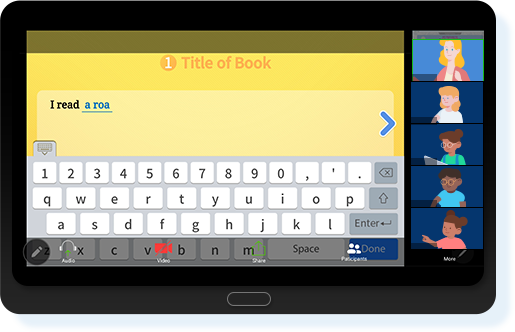 1 Title of Book
I read a roa
1 2 3 4 5 6 7 8 9 0 , ' .
q w e r t y u i o p
a s d f g h j k l Enter
z x c v b n m Space Done
Audio Video Share Paticipants More